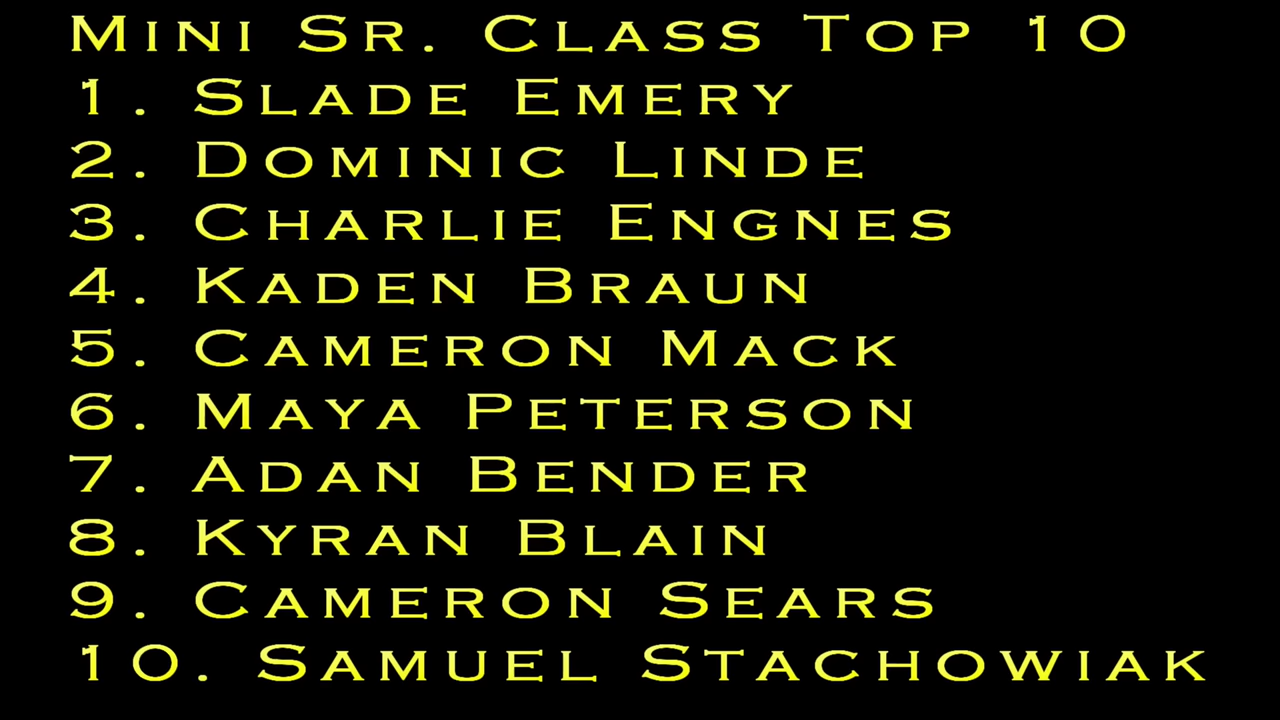 Mini Sr. Class Top 10
1. Slade Emery
2. Dominic Linde
3. Charlie Engnes
4. Kaden Braun
5. Cameron Mack
6. Maya Peterson
7. Adan Bender
8. Kyran Blain
9. Cameron Sears
10. Samuel Stachowiak